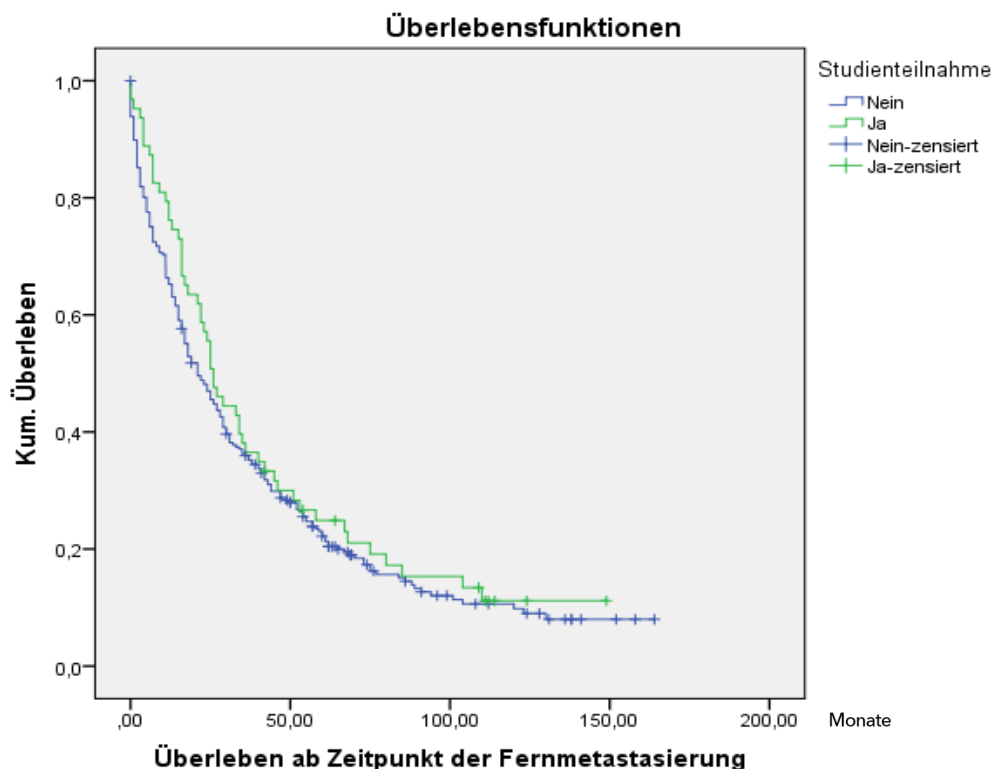 Überlebensfunktionen
Studienteilnahme
Nein
Ja
Nein-zensiert
Ja-zensiert
Kum. Überleben
1,0
0,8
0,6
0,4
0,2
0,0
,00 50,00 100,00 150,00 200,00 Monate
Überleben ab Zeitpunkt der Fernmetastasierung